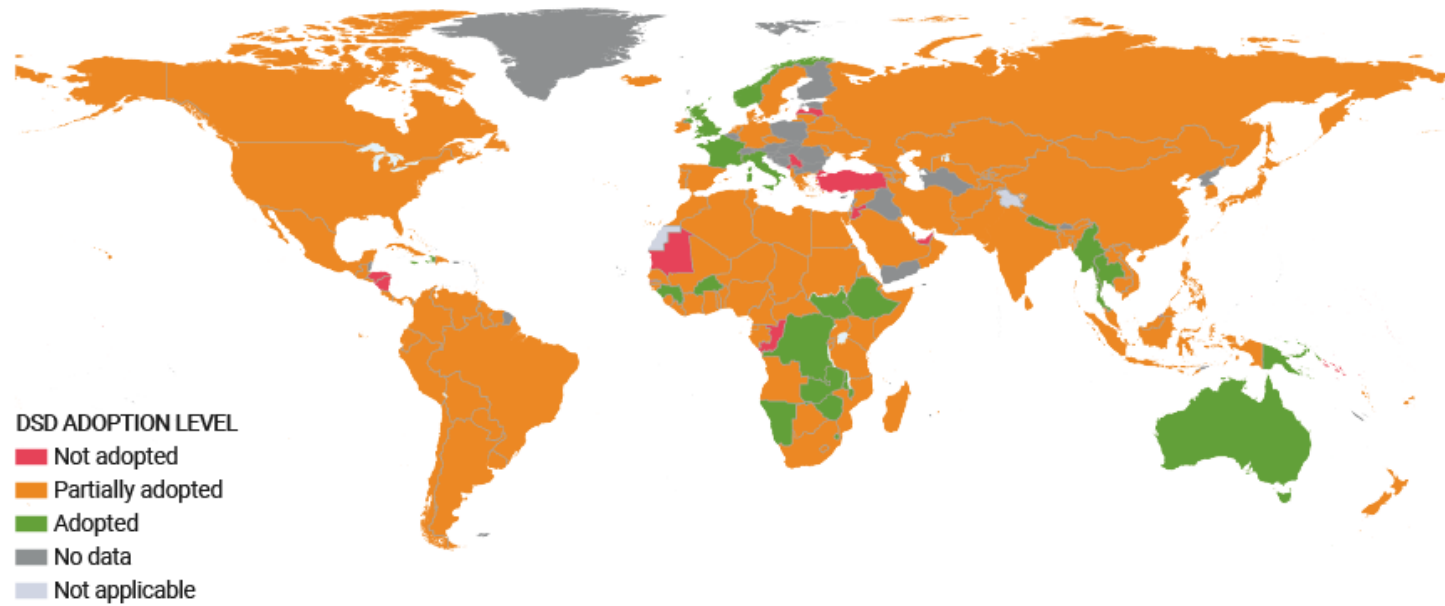 DSD ADOPTION LEVEL
Not adopted
Partially adopted
Adopted
No data
Not applicable